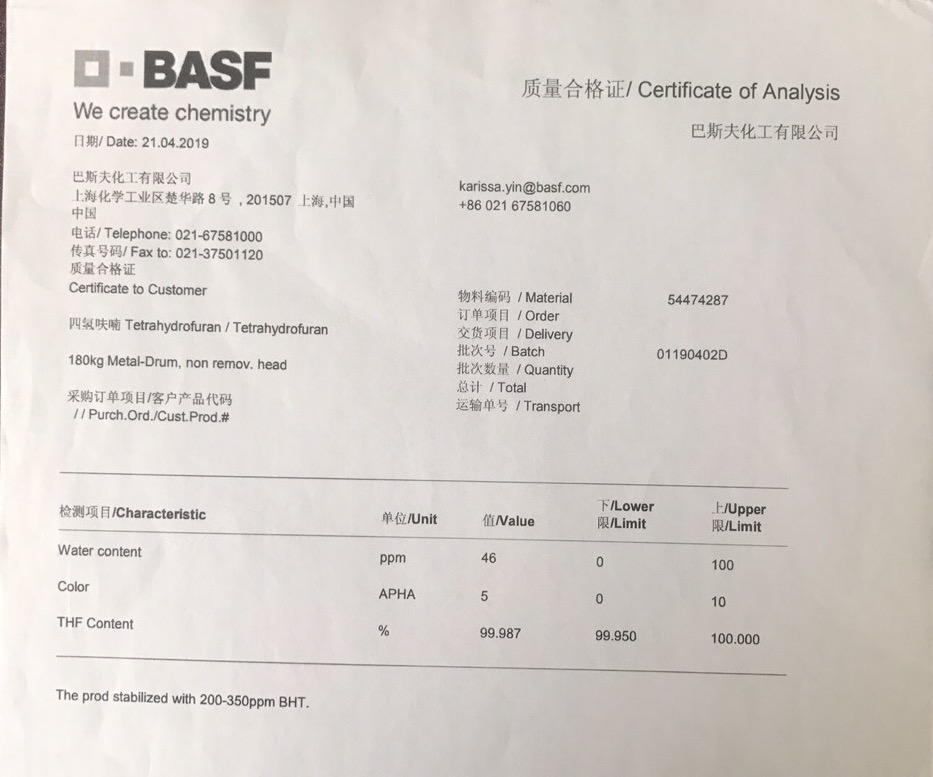 BASF
We create chemistry
质量合格证/ Certificate of Analysis
巴斯夫化工有限公司
日期/ Date: 21.04.2019
巴斯夫化工有限公司
上海化学工业区楚华路 8 号 , 201507 上海,中国
中国
电话/ Telephone: 021-67581000
传真号码/ Fax to: 021-37501120
质量合格证
Certificate to Customer
karissa.yin@basf.com
+86 021 67581060
四氢呋喃 Tetrahydrofuran / Tetrahydrofuran
180kg Metal-Drum, non remov. head
采购订单项目/客户产品代码
/ / Purch.Ord./Cust.Prod.#
物料编码 / Material 54474287
订单项目 / Order
交货项目 / Delivery
批次号 / Batch 01190402D
批次数量 / Quantity
总计 / Total
运输单号 / Transport
检测项目/Characteristic 单位/Unit 值/Value 下/Lower 上/Upper
限/Limit 限/Limit
Water content ppm 46 0 100
Color APHA 5 0 10
THF Content % 99.987 99.950 100.000
The prod stabilized with 200-350ppm BHT.